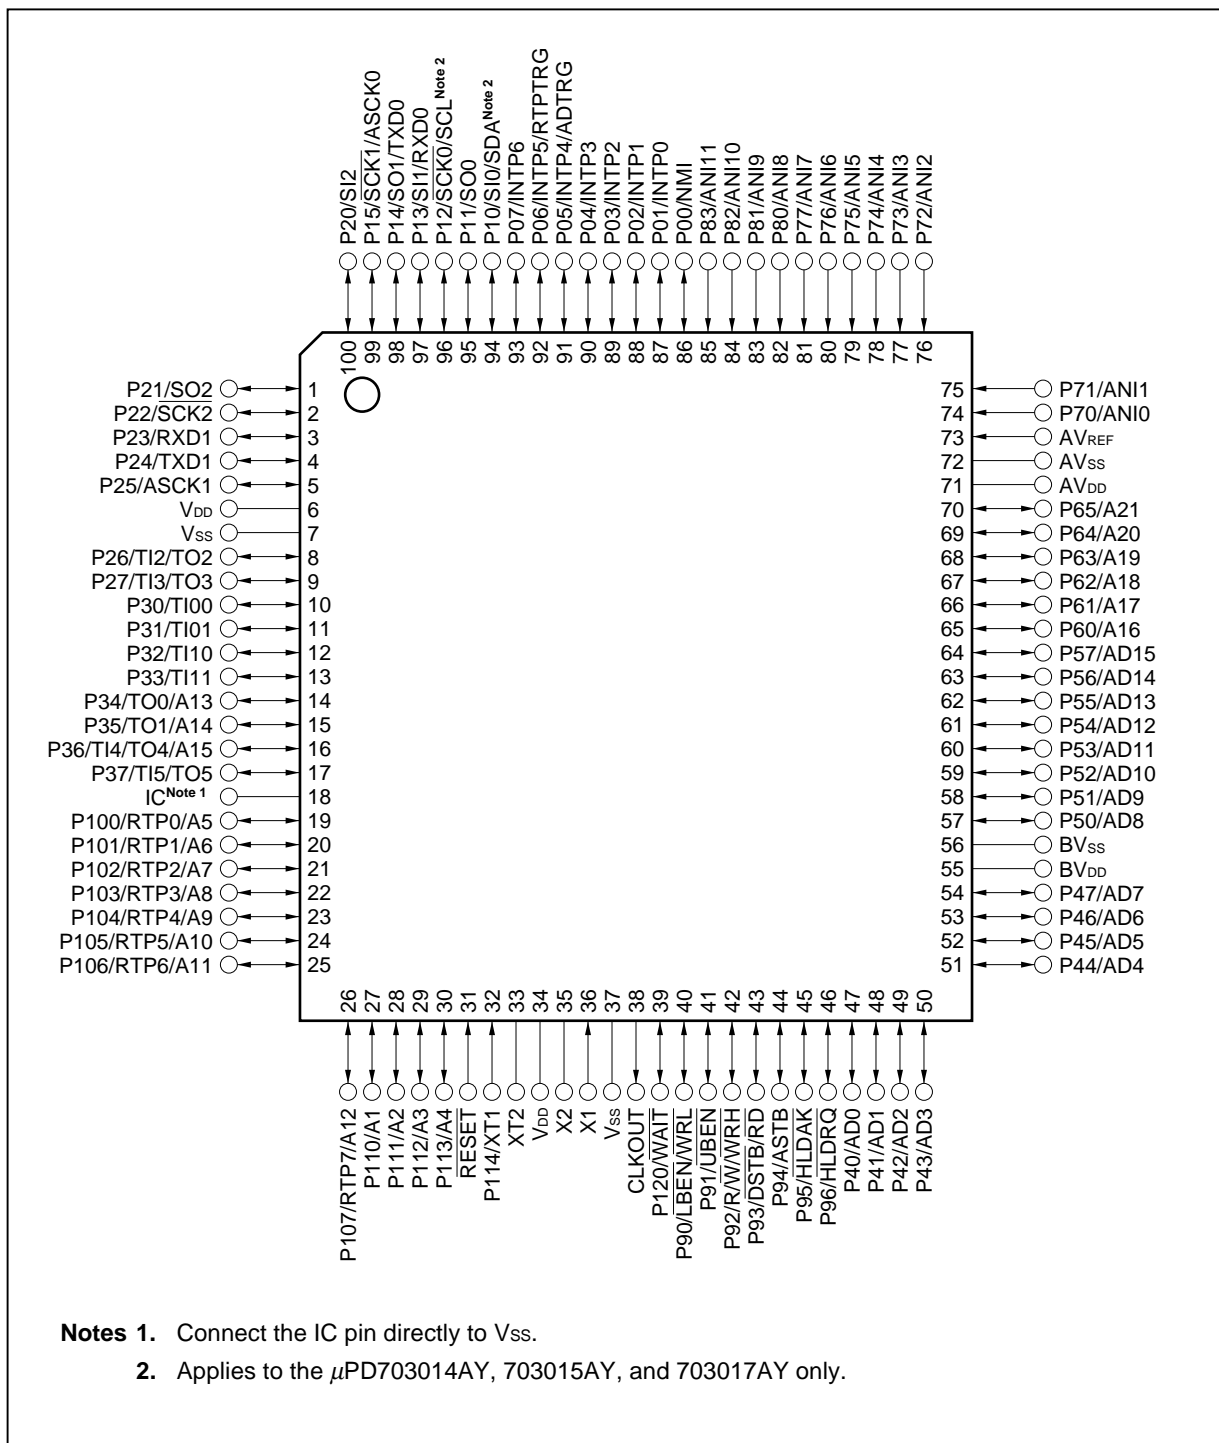 P20/SI2
P15/SCK1/ASCK0
P14/SO1/TXD0
P13/SI1/RXD0
P12/SCK0/SCL Note 2
P11/SO0
P10/SI0/SDA Note 2
P07/INTP6
P06/INTP5/RTPTRG
P05/INTP4/ADTRG
P04/INTP3
P03/INTP2
P02/INTP1
P01/INTP0
P00/NMI
P83/ANI11
P82/ANI10
P81/ANI9
P80/ANI8
P77/ANI7
P76/ANI6
P75/ANI5
P74/ANI4
P73/ANI3
P72/ANI2
100
99
98
97
96
95
94
93
92
91
90
89
88
87
86
85
84
83
82
81
80
79
78
77
76
P21/SO2 1
P22/SCK2 2
P23/RXD1 3
P24/TXD1 4
P25/ASCK1 5
VDD 6
VSS 7
P26/TI2/TO2 8
P27/TI3/TO3 9
P30/TI00 10
P31/TI01 11
P32/TI10 12
P33/TI11 13
P34/TO0/A13 14
P35/TO1/A14 15
P36/TI4/TO4/A15 16
P37/TI5/TO5 17
IC Note 1 18
P100/RTP0/A5 19
P101/RTP1/A6 20
P102/RTP2/A7 21
P103/RTP3/A8 22
P104/RTP4/A9 23
P105/RTP5/A10 24
P106/RTP6/A11 25
75 P71/ANI1
74 P70/ANI0
73 AVREF
72 AVSS
71 AVDD
70 P65/A21
69 P64/A20
68 P63/A19
67 P62/A18
66 P61/A17
65 P60/A16
64 P57/AD15
63 P56/AD14
62 P55/AD13
61 P54/AD12
60 P53/AD11
59 P52/AD10
58 P51/AD9
57 P50/AD8
56 BVSS
55 BVDD
54 P47/AD7
53 P46/AD6
52 P45/AD5
51 P44/AD4
26
27
28
29
30
31
32
33
34
35
36
37
38
39
40
41
42
43
44
45
46
47
48
49
50
P107/RTP7/A12
P110/A1
P111/A2
P112/A3
P113/A4
RESET
P114/XT1
XT2
VDD
X2
X1
VSS
CLKOUT
P120/WAIT
P90/LBEN/WRL
P91/UBEN
P92/R/W/WRH
P93/DSTB/RD
P94/ASTB
P95/HLDAK
P96/HLDRQ
P40/AD0
P41/AD1
P42/AD2
P43/AD3
Notes 1. Connect the IC pin directly to VSS.
2. Applies to the µPD703014AY, 703015AY, and 703017AY only.